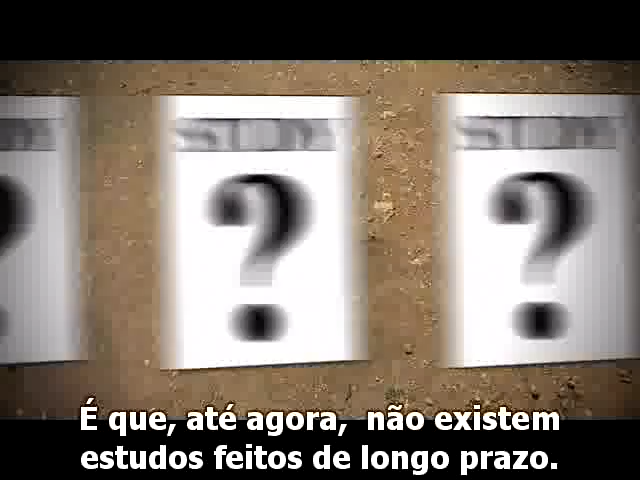 ?
?
?
É que, até agora, não existem
estudos feitos de longo prazo.